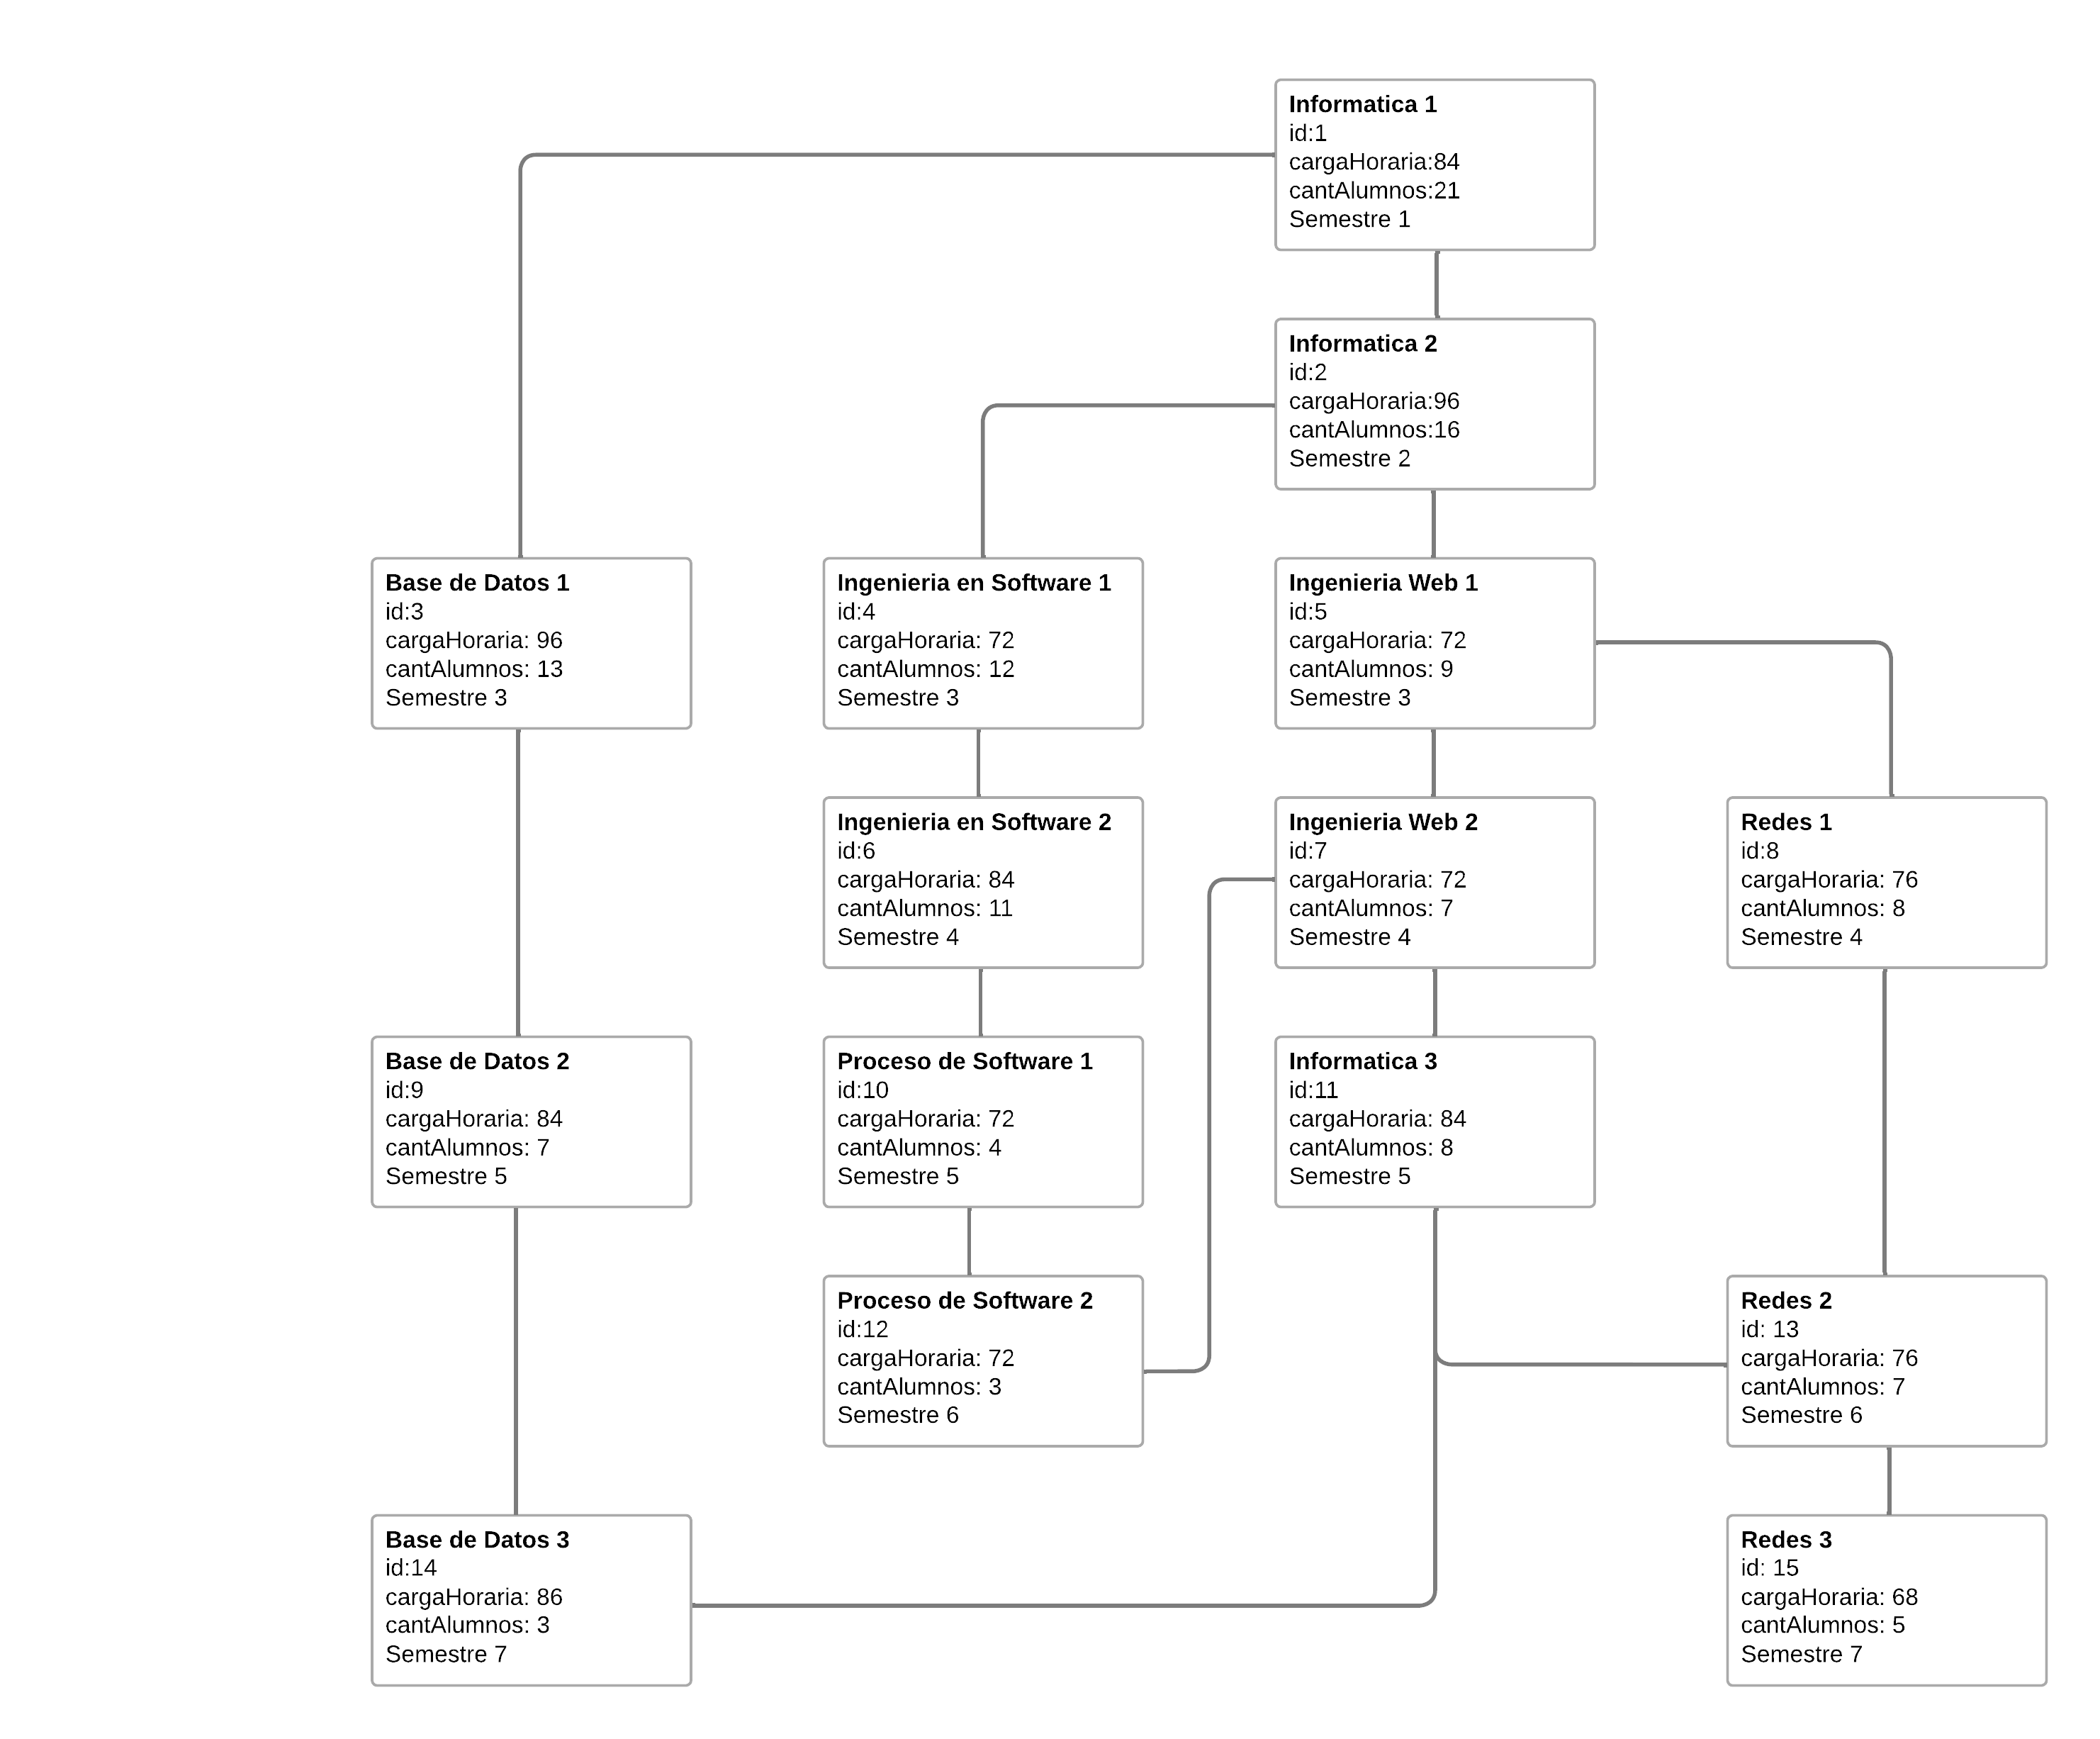 Informatica 1
id:1
cargaHoraria:84
cantAlumnos:21
Semestre 1
Informatica 2
id:2
cargaHoraria:96
cantAlumnos:16
Semestre 2
Base de Datos 1
id:3
cargaHoraria: 96
cantAlumnos: 13
Semestre 3
Ingenieria en Software 1
id:4
cargaHoraria: 72
cantAlumnos: 12
Semestre 3
Ingenieria Web 1
id:5
cargaHoraria: 72
cantAlumnos: 9
Semestre 3
Ingenieria en Software 2
id:6
cargaHoraria: 84
cantAlumnos: 11
Semestre 4
Ingenieria Web 2
id:7
cargaHoraria: 72
cantAlumnos: 7
Semestre 4
Redes 1
id:8
cargaHoraria: 76
cantAlumnos: 8
Semestre 4
Base de Datos 2
id:9
cargaHoraria: 84
cantAlumnos: 7
Semestre 5
Proceso de Software 1
id:10
cargaHoraria: 72
cantAlumnos: 4
Semestre 5
Informatica 3
id:11
cargaHoraria: 84
cantAlumnos: 8
Semestre 5
Proceso de Software 2
id:12
cargaHoraria: 72
cantAlumnos: 3
Semestre 6
Redes 2
id: 13
cargaHoraria: 76
cantAlumnos: 7
Semestre 6
Base de Datos 3
id:14
cargaHoraria: 86
cantAlumnos: 3
Semestre 7
Redes 3
id: 15
cargaHoraria: 68
cantAlumnos: 5
Semestre 7